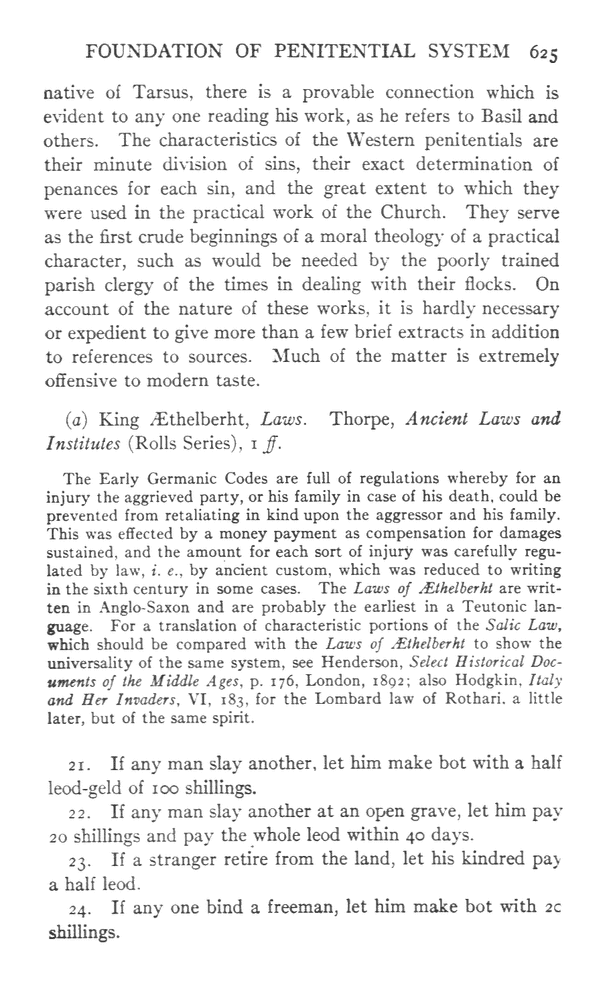 FOUNDATION OF PENITENTIAL SYSTEM 625
native of Tarsus, there is a provable connection which is
evident to any one reading his work, as he refers to Basil and
others. The characteristics of the Western penitentials are
their minute division of sins, their exact determination of
penances for each sin, and the great extent to which they
were used in the practical work of the Church. They serve
as the first crude beginnings of a moral theology of a practical
character, such as would be needed by the poorly trained
parish clergy of the times in dealing with their flocks. On
account of the nature of these works, it is hardly necessary
or expedient to give more than a few brief extracts in addition
to references to sources. Much of the matter is extremely
offensive to modern taste.
(a) King Æthelberht, Laws. Thorpe, Ancient Laws and
Institutes (Rolls Series), 1 ff.
The Early Germanic Codes are full of regulations whereby for an
injury the aggrieved party, or his family in case of his death, could be
prevented from retaliating in kind upon the aggressor and his family.
This was effected by a money payment as compensation for damages
sustained, and the amount for each sort of injury was carefully regu-
lated by law, i. e., by ancient custom, which was reduced to writing
in the sixth century in some cases. The Laws of Æthelberht are writ-
ten in Anglo-Saxon and are probably the earliest in a Teutonic lan-
guage. For a translation of characteristic portions of the Salic Law,
which should be compared with the Laws of Æthelberht to show the
universality of the same system, see Henderson, Select Historical Doc-
uments of the Middle Ages, p. 176, London, 1892; also Hodgkin, Italy
and Her Invaders, VI, 183, for the Lombard law of Rothari, a little
later, but of the same spirit.
21. If any man slay another, let him make bot with a half
leod-geld of 100 shillings.
22. If any man slay another at an open grave, let him pay
20 shillings and pay the whole leod within 40 days.
23. If a stranger retire from the land, let his kindred pay
a half leod.
24. If any one bind a freeman, let him make bot with 20
shillings.